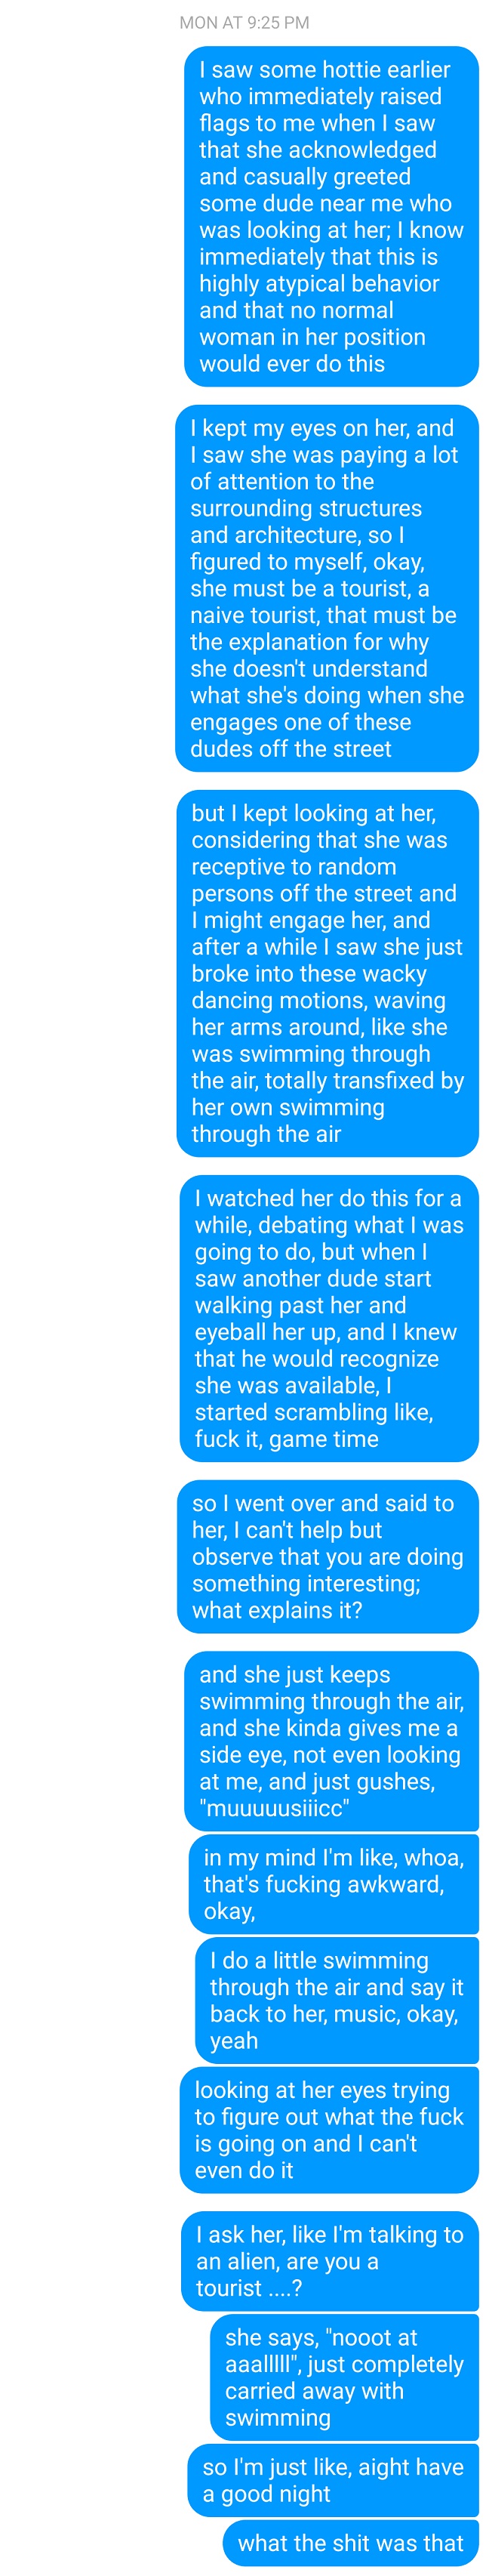 MON AT 9:25 PM
I saw some hottie earlier
who immediately raised
flags to me when I saw
that she acknowledged
and casually greeted
some dude near me who
was looking at her; I know
immediately that this is
highly atypical behavior
and that no normal
woman in her position
would ever do this
I kept my eyes on her, and
I saw she was paying a lot
of attention to the
surrounding structures
and architecture, so I
figured to myself, okay,
she must be a tourist, a
naive tourist, that must be
the explanation for why
she doesn't understand
what she's doing when she
engages one of these
dudes off the street
but I kept looking at her,
considering that she was
receptive to random
persons off the street and
I might engage her, and
after a while I saw she just
broke into these wacky
dancing motions, waving
her arms around, like she
was swimming through
the air, totally transfixed by
her own swimming
through the air
I watched her do this for a
while, debating what I was
going to do, but when I
saw another dude start
walking past her and
eyeball her up, and I knew
that he would recognize
she was available, I
started scrambling like,
fuck it, game time
so I went over and said to
her, I can't help but
observe that you are doing
something interesting;
what explains it?
and she just keeps
swimming through the air,
and she kinda gives me a
side eye, not even looking
at me, and just gushes,
"muuuuusiiicc"
in my mind I'm like, whoa,
that's fucking awkward,
okay,
I do a little swimming
through the air and say it
back to her, music, okay,
yeah
looking at her eyes trying
to figure out what the fuck
is going on and I can't
even do it
I ask her, like I'm talking to
an alien, are you a
tourist ....?
she says, "nooot at
aaalllll", just completely
carried away with
swimming
so I'm just like, aight have
a good night
what the shit was that